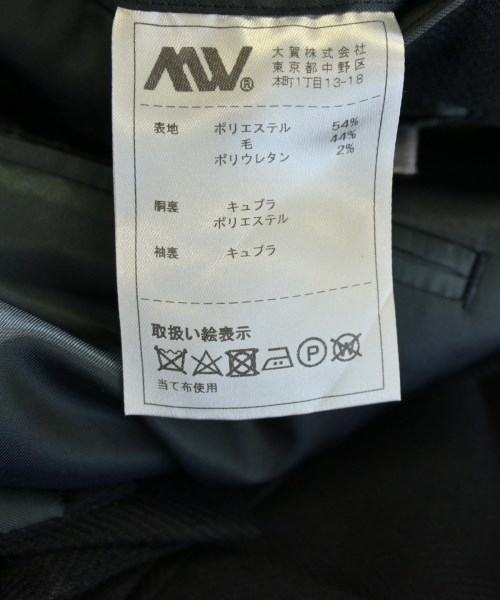 MW®
大賀株式会社
東京都中野区
本町1丁目13-18
表地 ポリエステル 54%
毛 44%
ポリウレタン 2%
胴裏 キュプラ
ポリエステル
袖裏 キュプラ
取扱い絵表示
P W
当て布使用